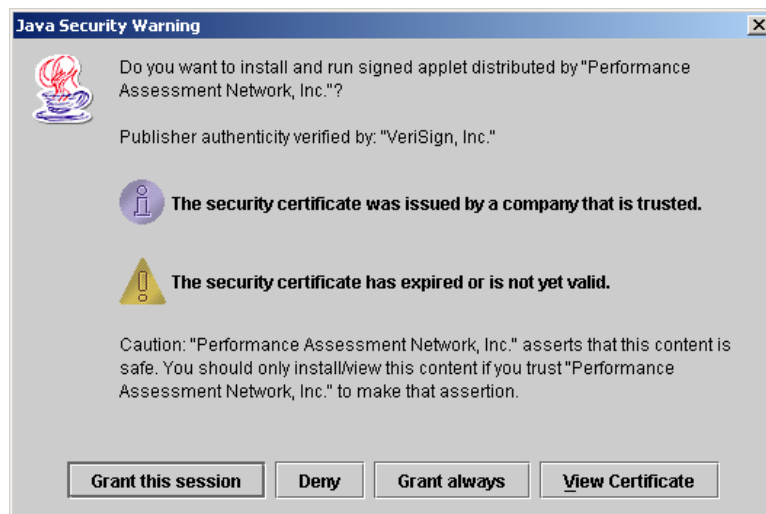 Java Security Warning
Do you want to install and run signed applet distributed by "Performance
Assessment Network, Inc."?
Publisher authenticity verified by: "VeriSign, Inc."
The security certificate was issued by a company that is trusted.
The security certificate has expired or is not yet valid.
Caution: "Performance Assessment Network, Inc." asserts that this content is
safe. You should only install/view this content if you trust "Performance
Assessment Network, Inc." to make that assertion.
Grant this session Deny Grant always View Certificate